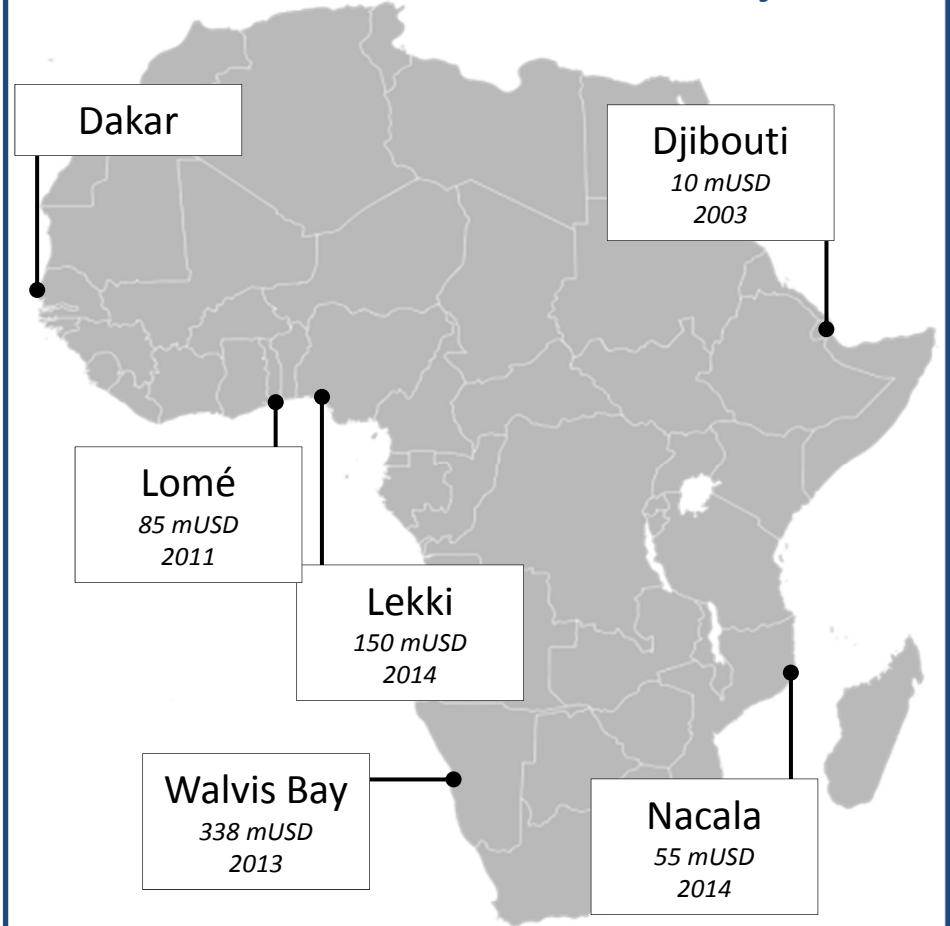 Dakar
Djibouti
10 mUSD
2003
Lomé
85 mUSD
2011
Lekki
150 mUSD
2014
Walvis Bay
338 mUSD
2013
Nacala
55 mUSD
2014